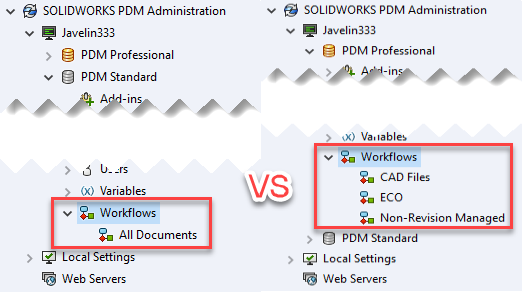 SOLIDWORKS PDM Administration
Javelin333
PDM Professional
PDM Standard
Add-ins
Users
(x) Variables
Workflows
All Documents
Local Settings
Web Servers
VS
SOLIDWORKS PDM Administration
Javelin333
PDM Professional
Add-ins
(x) Variables
Workflows
CAD Files
ECO
Non-Revision Managed
PDM Standard
Local Settings
Web Servers